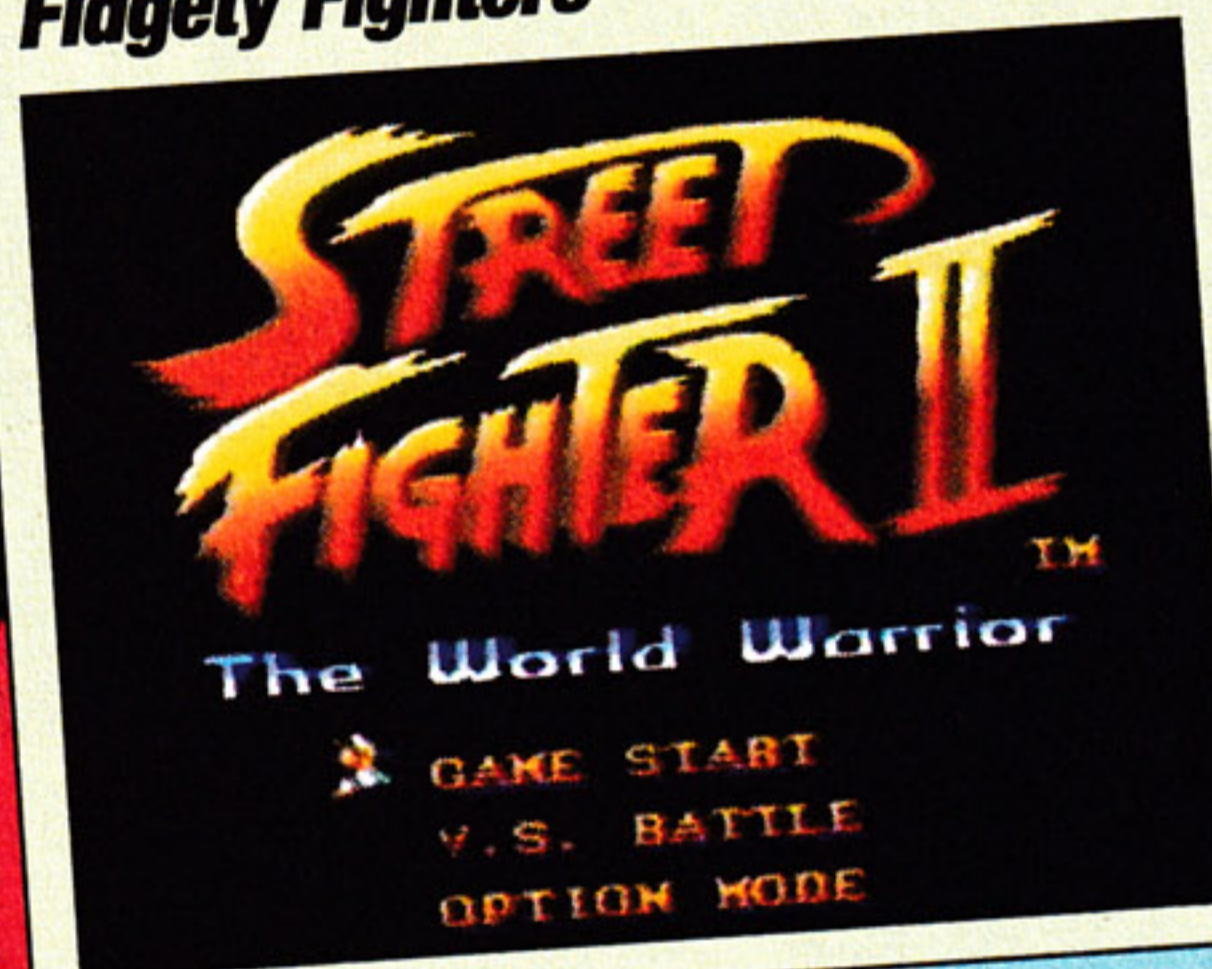 Fidgety Fighters
STREET
FIGHTER II
TM
The World Warrior
GAME START
V.S. BATTLE
OPTION MODE